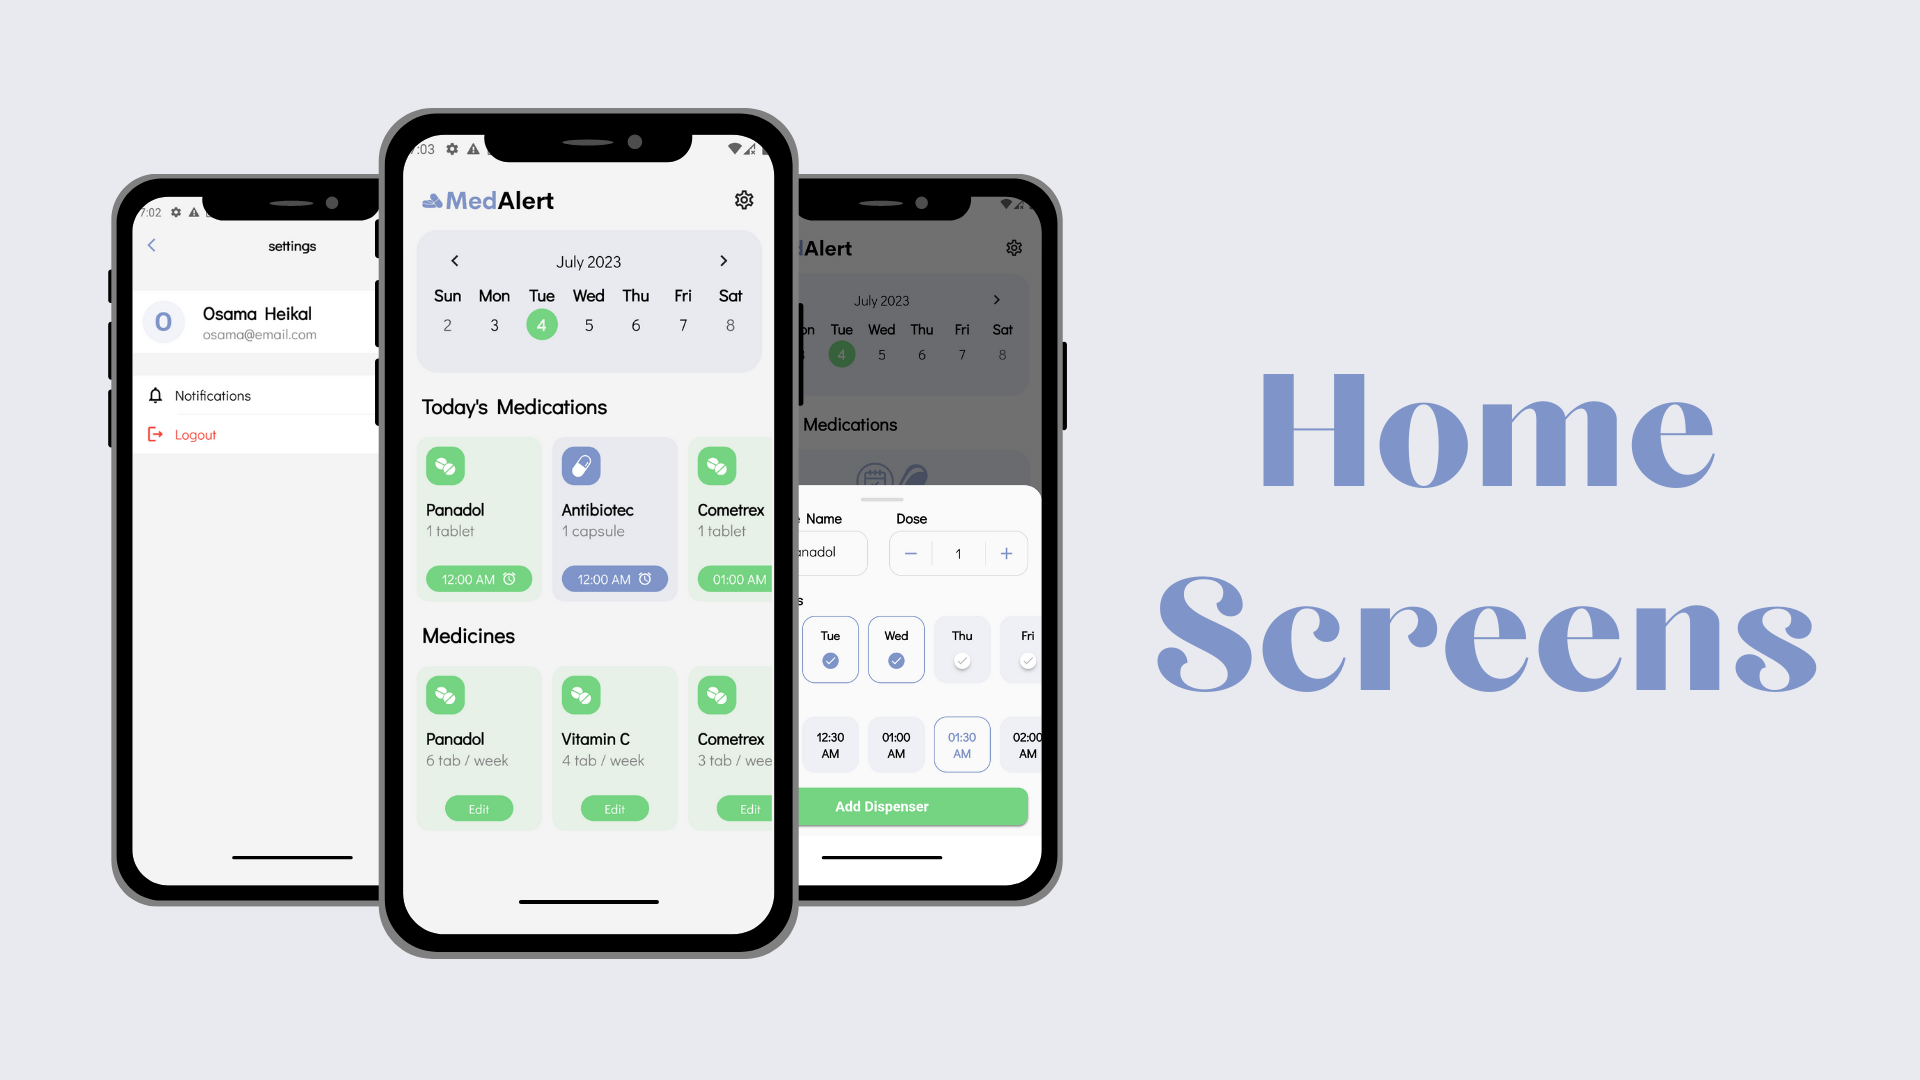 7:02
settings
O
Osama Heikal
osama@email.com
Notifications
Logout
:03
MedAlert
July 2023
Sun Mon Tue Wed Thu Fri Sat
2 3 4 5 6 7 8
Today's Medications
Panadol
1 tablet
12:00 AM
Antibiotec
1 capsule
12:00 AM
Cometrex
1 tablet
01:00 AM
Medicines
Panadol
6 tab / week
Edit
Vitamin C
4 tab / week
Edit
Cometrex
3 tab / wee
Edit
Alert
July 2023
on Tue Wed Thu Fri Sat
4 5 6 7 8
Medications
Name
Dose
anadol
1
s
Tue Wed Thu Fri
12:30 AM
01:00 AM
01:30 AM
02:00 AM
Add Dispenser
Home
Screens